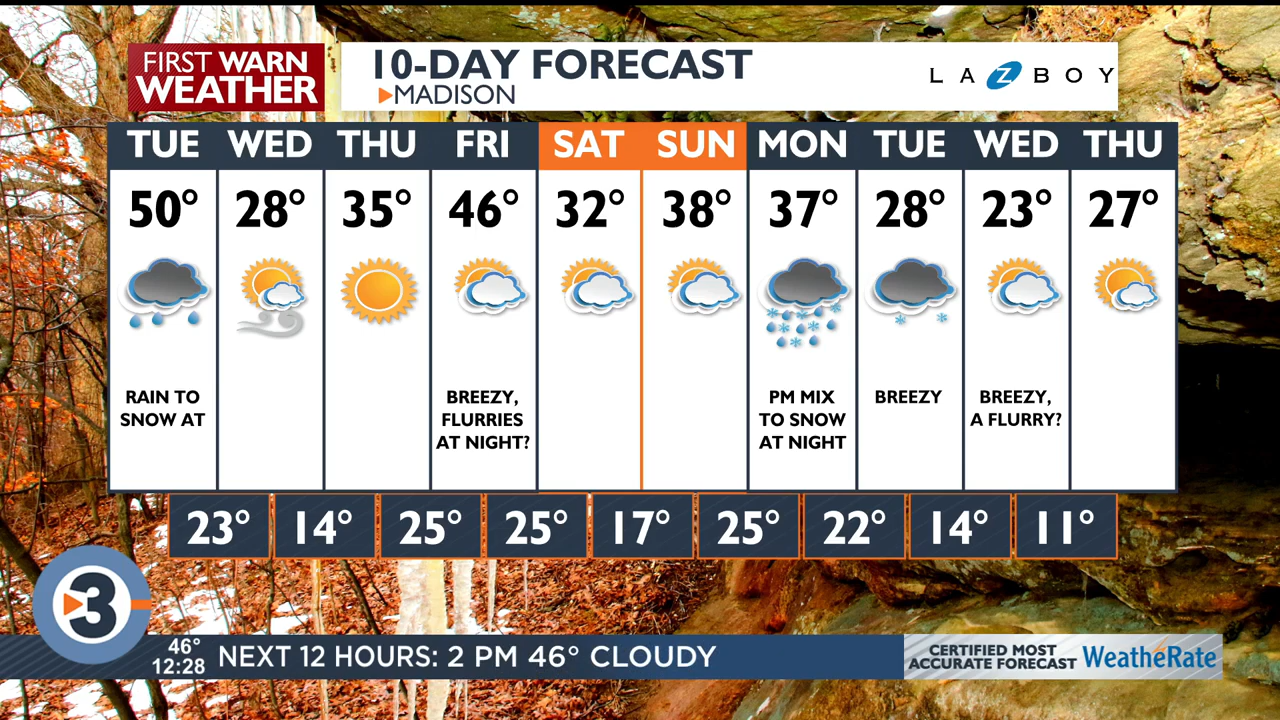 FIRST WARN
WEATHER
10-DAY FORECAST
MADISON
LA Z BOY
TUE WED THU FRI SAT SUN MON TUE WED THU
50° 28° 35° 46° 32° 38° 37° 28° 23° 27°
RAIN TO
SNOW AT
BREEZY,
FLURRIES
AT NIGHT?
PM MIX
TO SNOW
AT NIGHT
BREEZY
BREEZY,
A FLURRY?
23° 14° 25° 25° 17° 25° 22° 14° 11°
3
46°
12:28
NEXT 12 HOURS: 2 PM 46° CLOUDY
CERTIFIED MOST
ACCURATE FORECAST
WeatheRate